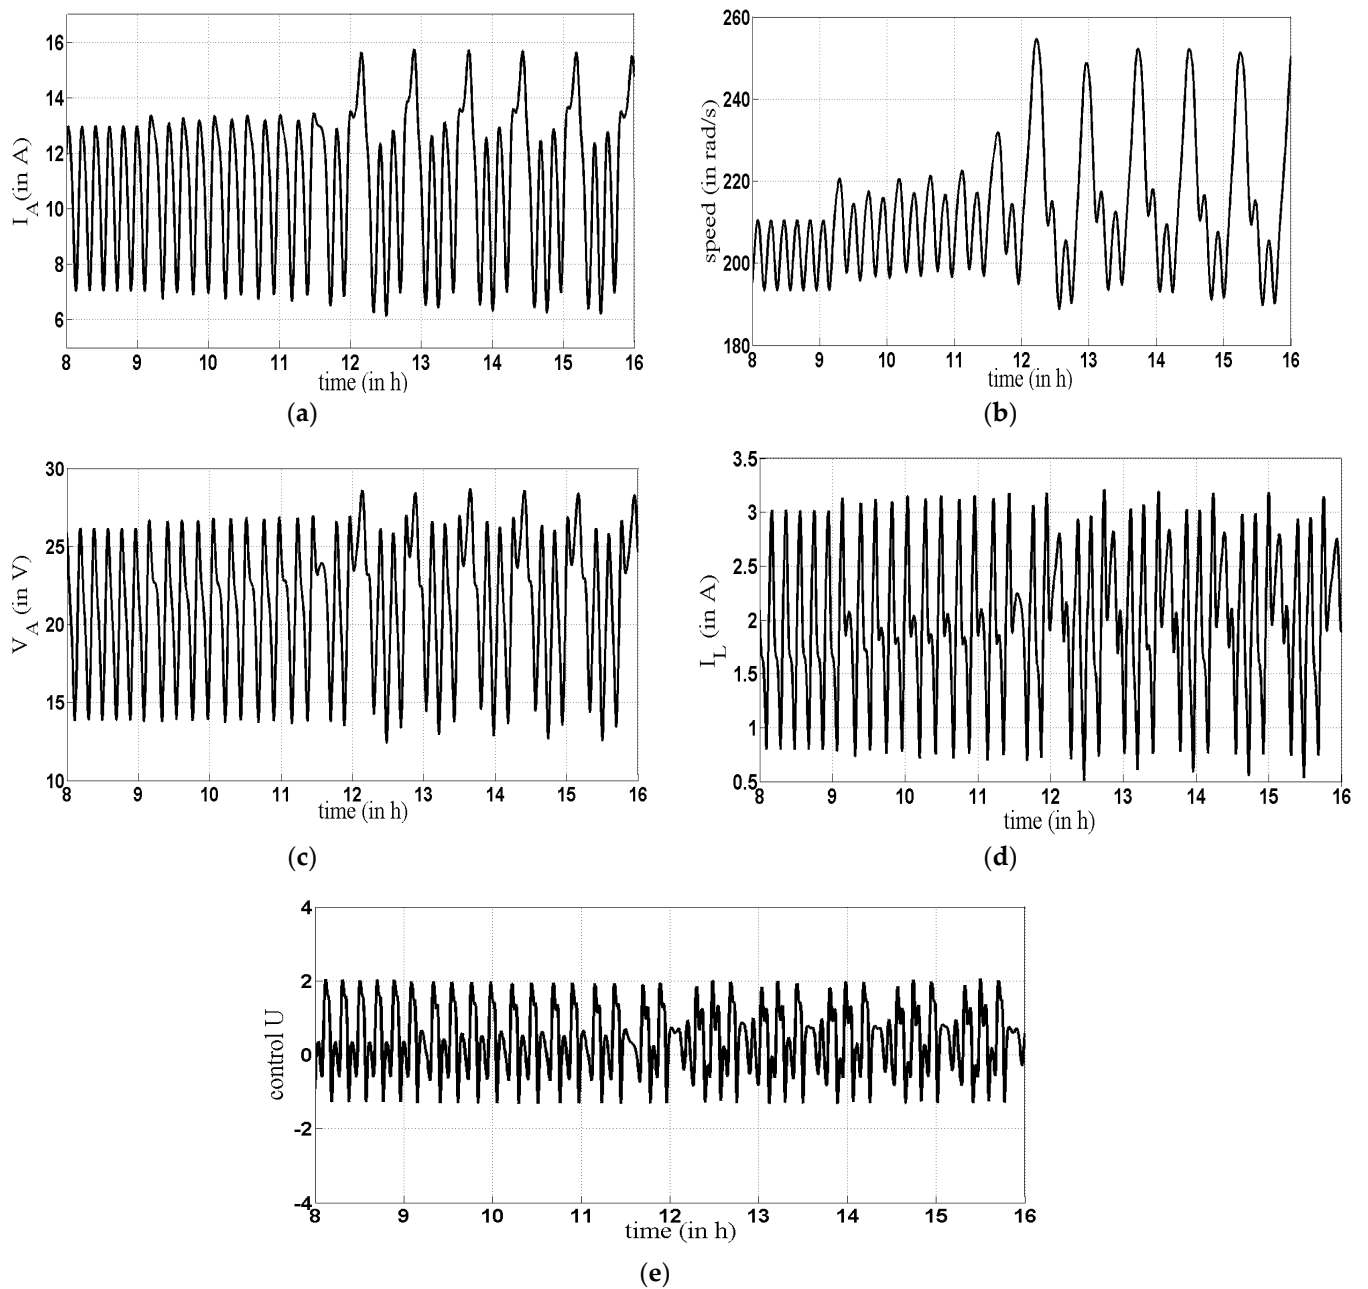 16
14
12
10
8
6
I_A(in A)
8 9 10 11 12 13 14 15 16
time (in h)
(a)
260
240
220
200
180
speed (in rad/s)
8 9 10 11 12 13 14 15 16
time (in h)
(b)
30
25
20
15
10
V_A (in V)
8 9 10 11 12 13 14 15 16
time (in h)
(c)
3.5
3
2.5
2
1.5
1
0.5
I_L (in A)
8 9 10 11 12 13 14 15 16
time (in h)
(d)
4
2
0
-2
-4
control U
8 9 10 11 12 13 14 15 16
time (in h)
(e)